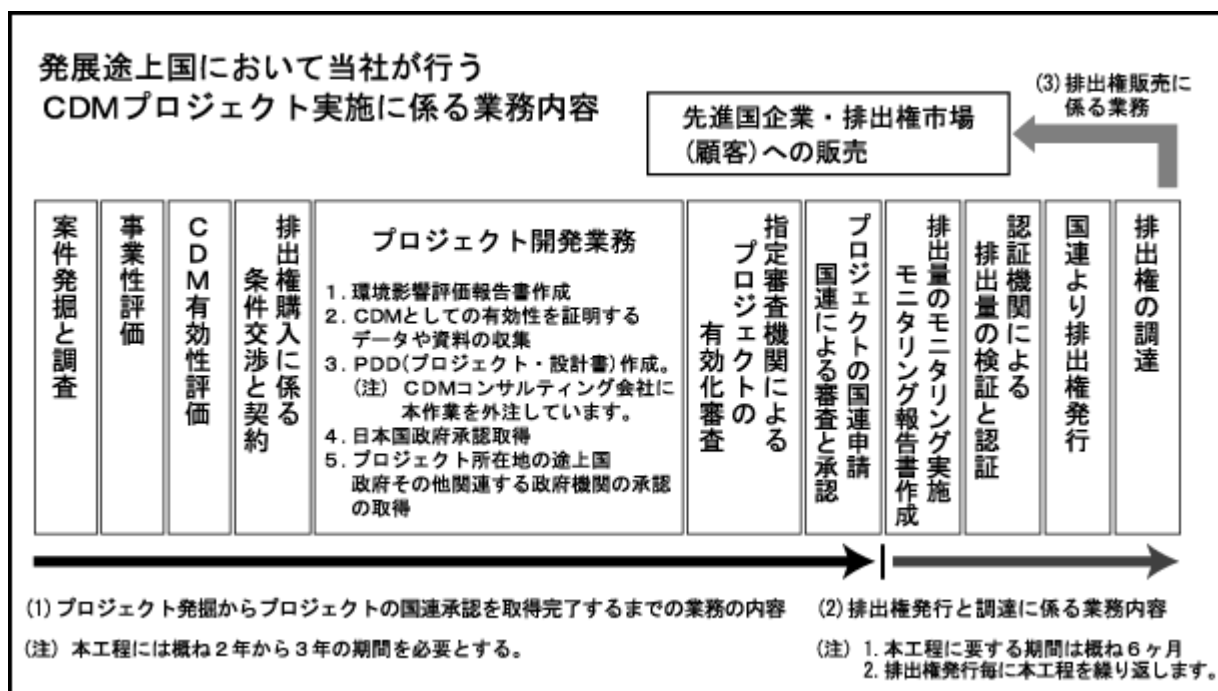 発展途上国において当社が行う
CDMプロジェクト実施に係る業務内容
(3)排出権販売に
係る業務
先進国企業・排出権市場
(顧客)への販売
案件発掘と調査
事業性評価
CDM有効性評価
排出権購入に係る
条件交渉と契約
プロジェクト開発業務
1. 環境影響評価報告書作成
2. CDMとしての有効性を証明する
データや資料の収集
3. PDD(プロジェクト・設計書)作成。
(注) CDMコンサルティング会社に
本作業を外注しています。
4. 日本国政府承認取得
5. プロジェクト所在地の途上国
政府その他関連する政府機関の承認
の取得
指定審査機関による
プロジェクトの
有効化審査
プロジェクトの国連申請
国連による審査と承認
排出量のモニタリング実施
モニタリング報告書作成
認証機関による
排出量の検証と認証
国連より排出権発行
排出権の調達
(1)プロジェクト発掘からプロジェクトの国連承認を取得完了するまでの業務の内容
(注) 本工程には概ね2年から3年の期間を必要とする。
(2)排出権発行と調達に係る業務内容
(注) 1. 本工程に要する期間は概ね6ヶ月
2. 排出権発行毎に本工程を繰り返します。